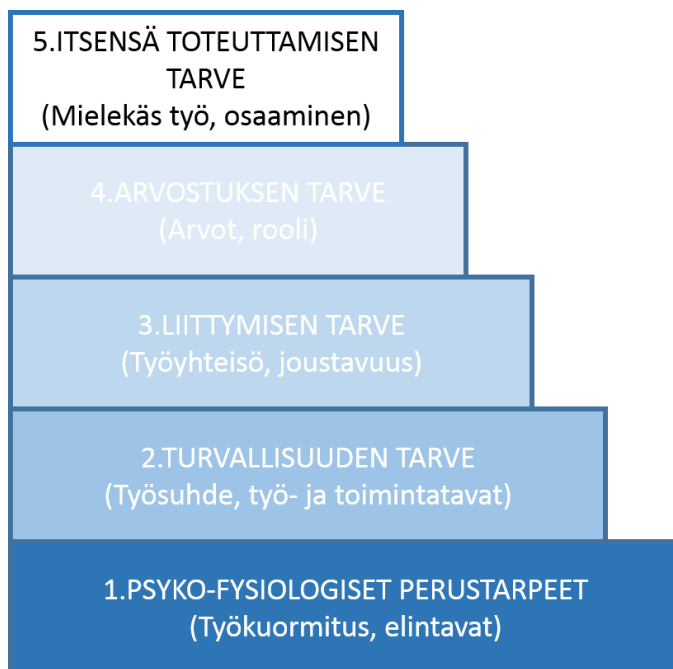 5.ITSENSÄ TOTEUTTAMISEN
TARVE
(Mielekäs työ, osaaminen)
4.ARVOSTUKSEN TARVE
(Arvot, rooli)
3.LIITTYMISEN TARVE
(Työyhteisö, joustavuus)
2.TURVALLISUUDEN TARVE
(Työsuhde, työ- ja toimintatavat)
1.PSYKO-FYSIOLOGISET PERUSTARPEET
(Työkuormitus, elintavat)